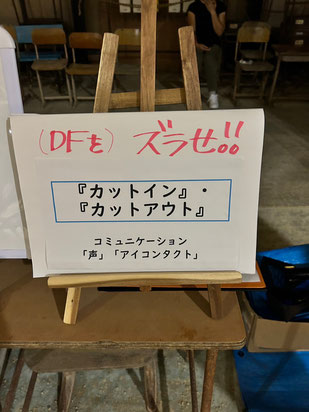 (DFを) ズラせ!!
『カットイン』・
『カットアウト』
コミュニケーション
「声」「アイコンタクト」